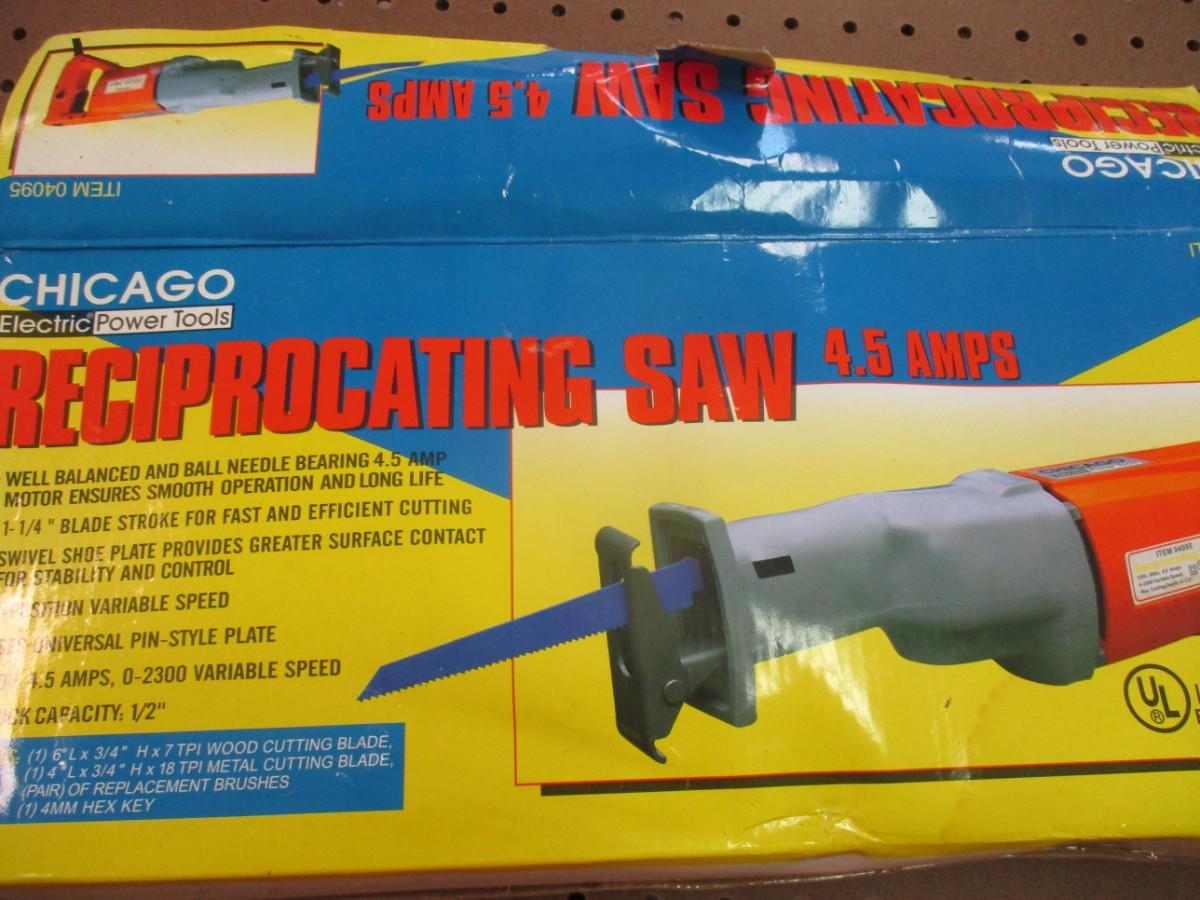 RECIPROCATING SAW 4.5 AMPS
ITEM 04095
CHICAGO
Electric Power Tools
RECIPROCATING SAW 4.5 AMPS
WELL BALANCED AND BALL NEEDLE BEARING 4.5 AMP
MOTOR ENSURES SMOOTH OPERATION AND LONG LIFE
1-1/4 " BLADE STROKE FOR FAST AND EFFICIENT CUTTING
SWIVEL SHOE PLATE PROVIDES GREATER SURFACE CONTACT
FOR STABILITY AND CONTROL
VARIABLE SPEED
UNIVERSAL PIN-STYLE PLATE
4.5 AMPS, 0-2300 VARIABLE SPEED
CAPACITY: 1/2"
(1) 6"L x 3/4" H x 7 TPI WOOD CUTTING BLADE,
(1) 4"L x 3/4" H x 18 TPI METAL CUTTING BLADE,
(PAIR) OF REPLACEMENT BRUSHES
(1) 4MM HEX KEY
CHICAGO
ITEM 04095
UL